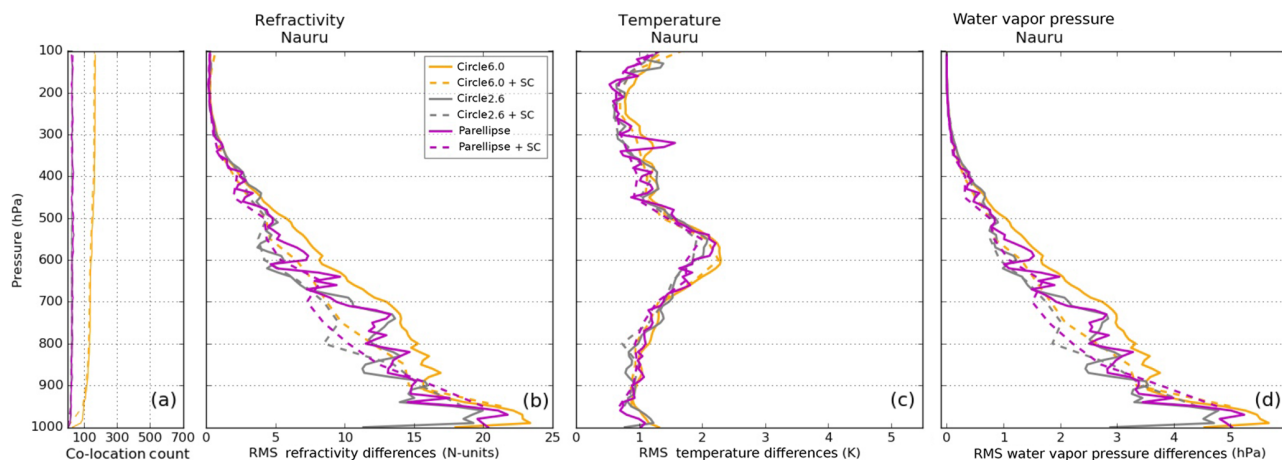 Refractivity
Nauru
Temperature
Nauru
Water vapor pressure
Nauru
Pressure (hPa)
100
200
300
400
500
600
700
800
900
1000
Circle6.0
Circle6.0 + SC
Circle2.6
Circle2.6 + SC
Parellipse
Parellipse + SC
(a)
(b)
(c)
(d)
100 300 500 700
0 5 10 15 20 25
0 1 2 3 4 5
0 1 2 3 4 5
Co-location count
RMS refractivity differences (N-units)
RMS temperature differences (K)
RMS water vapor pressure differences (hPa)